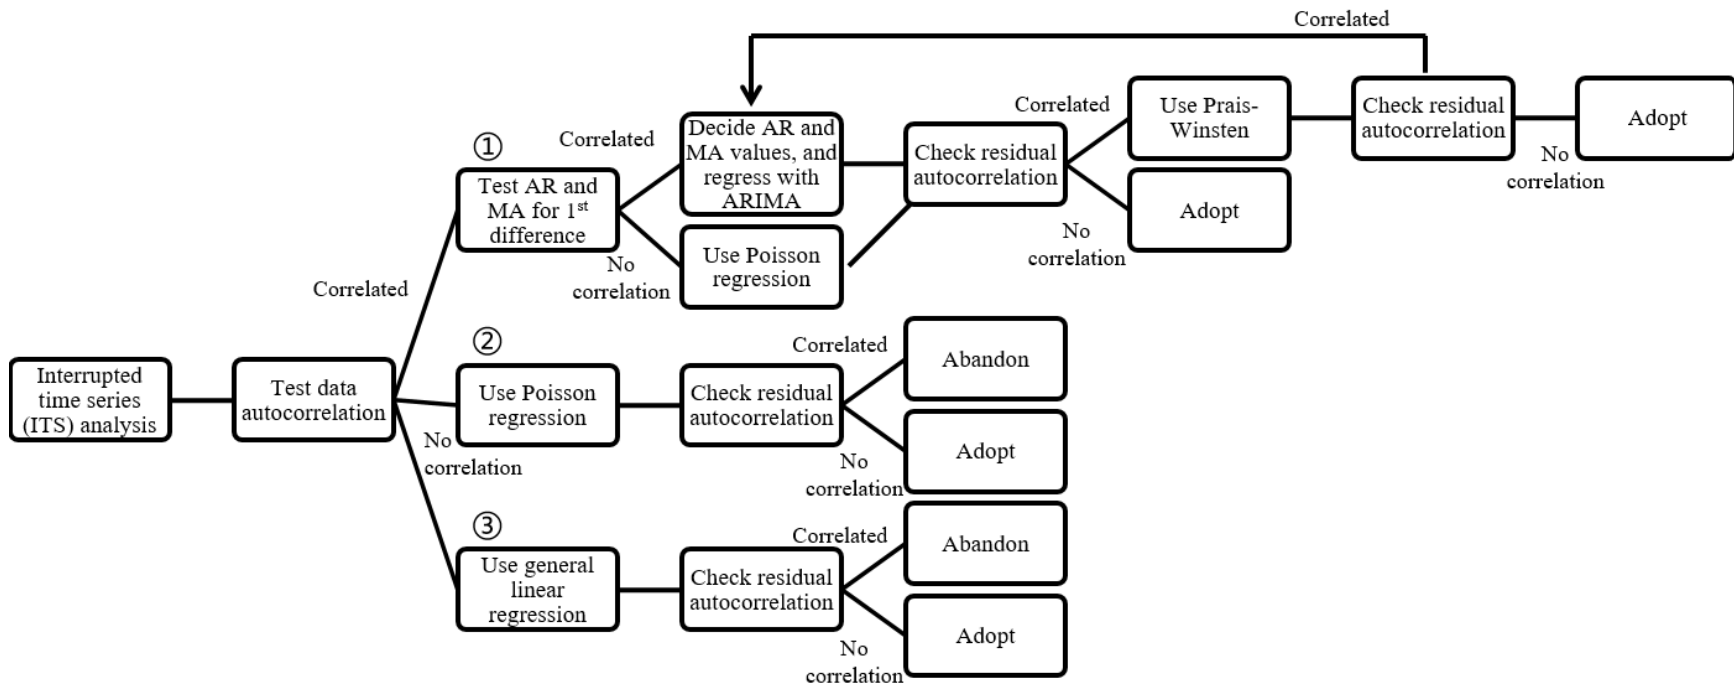 Interrupted
time series
(ITS) analysis
Test data
autocorrelation
Correlated
No
correlation
①
Test AR and
MA for 1st
difference
Correlated
No
correlation
Decide AR and
MA values, and
regress with
ARIMA
Use Poisson
regression
Check residual
autocorrelation
Correlated
No
correlation
Use Prais-
Winsten
Adopt
Check residual
autocorrelation
Correlated
No
correlation
Adopt
②
Use Poisson
regression
Check residual
autocorrelation
Correlated
No
correlation
Abandon
Adopt
③
Use general
linear
regression
Check residual
autocorrelation
Correlated
No
correlation
Abandon
Adopt